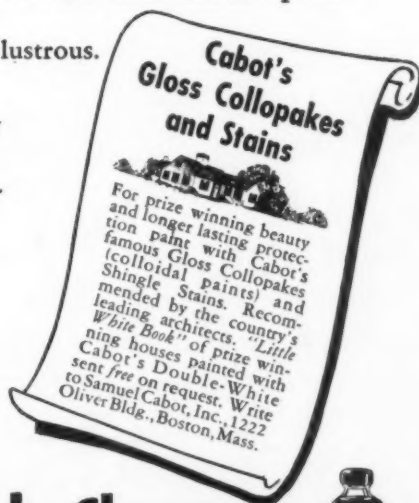 lustrous.
Cabot's
Gloss Collopakes
and Stains
For prize winning beauty
and longer lasting protec-
tion paint with Cabot's
famous Gloss Collopakes
(colloidal paints) and
Shingle Stains. Recom-
mended by the country's
leading architects. "Little
White Book" of prize win-
ning houses painted with
Cabot's Double-White
sent free on request. Write
to Samuel Cabot, Inc., 1222
Oliver Bldg., Boston, Mass.